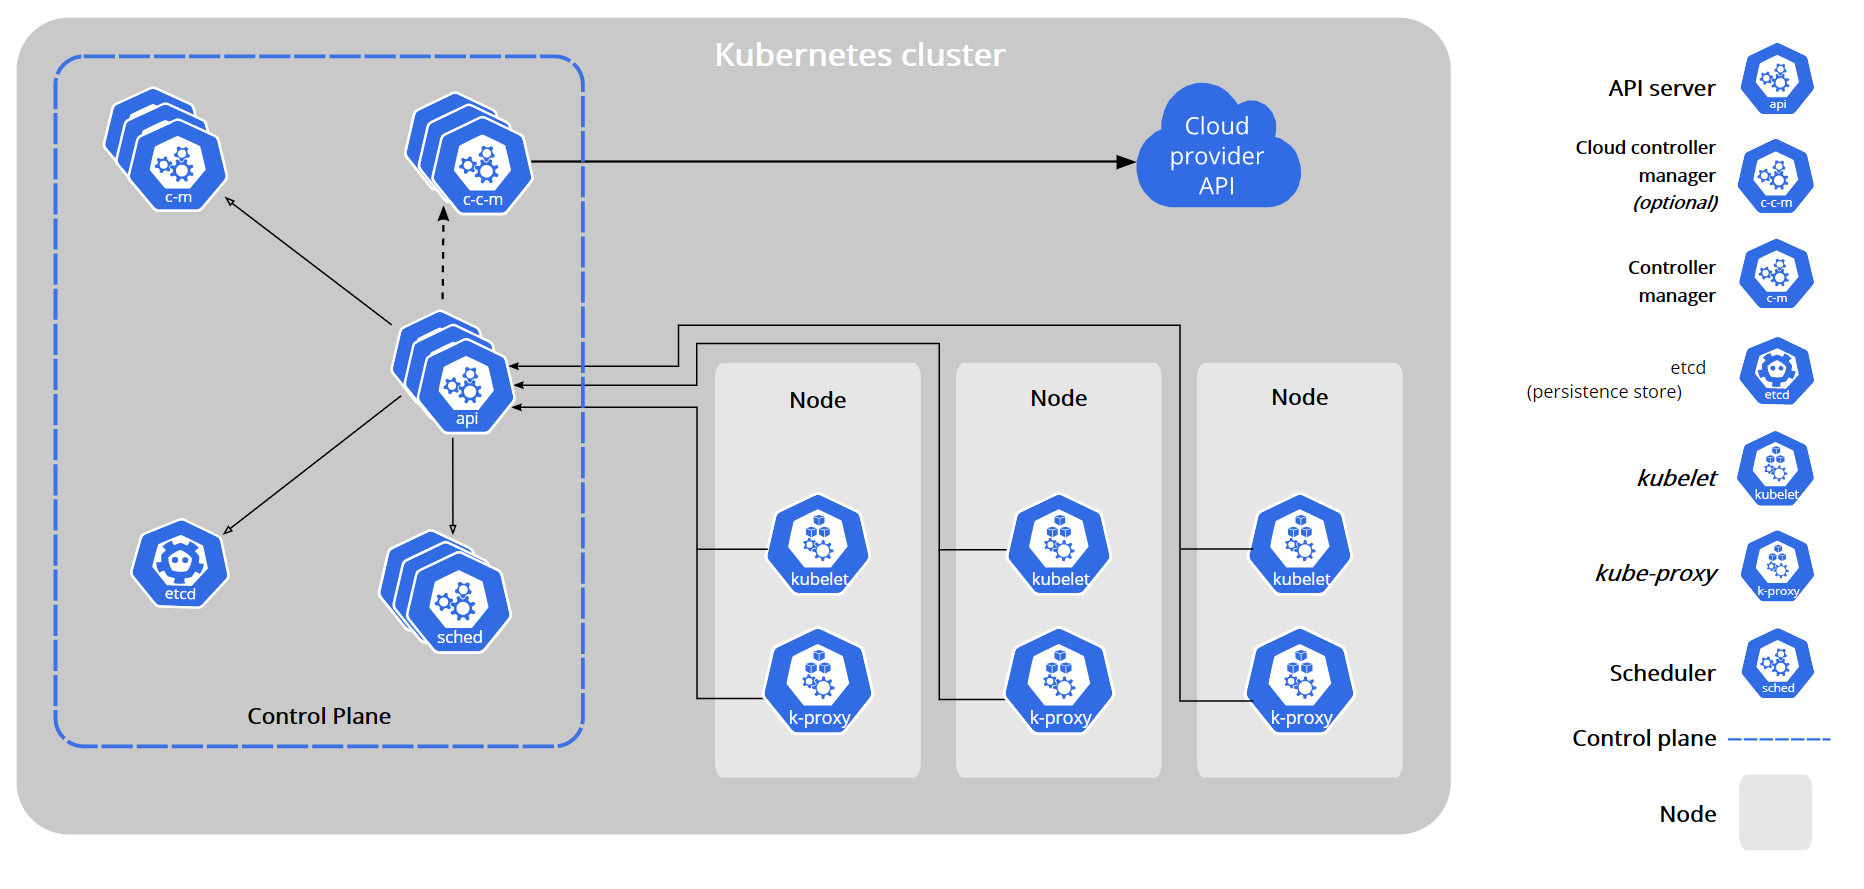 Kubernetes cluster
c-m
c-c-m
Cloud
provider
API
api
etcd
sched
Control Plane
Node
kubelet
k-proxy
Node
kubelet
k-proxy
Node
kubelet
k-proxy
API server
api
Cloud controller
manager
(optional)
c-c-m
Controller
manager
c-m
etcd
(persistence store)
etcd
kubelet
kubelet
kube-proxy
k-proxy
Scheduler
sched
Control plane
Node